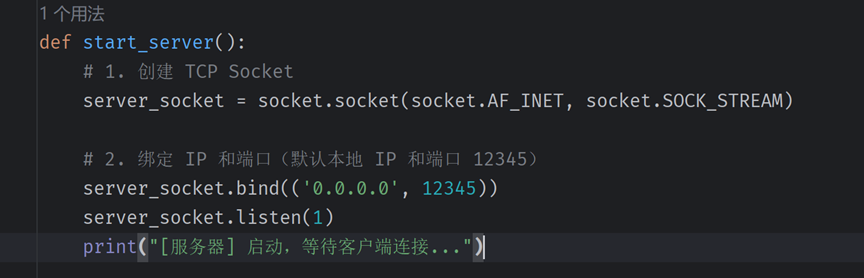 1 个用法
def start_server():
# 1. 创建 TCP Socket
server_socket = socket.socket(socket.AF_INET, socket.SOCK_STREAM)
# 2. 绑定 IP 和端口（默认本地 IP 和端口 12345）
server_socket.bind(('0.0.0.0', 12345))
server_socket.listen(1)
print("[服务器] 启动，等待客户端连接...")